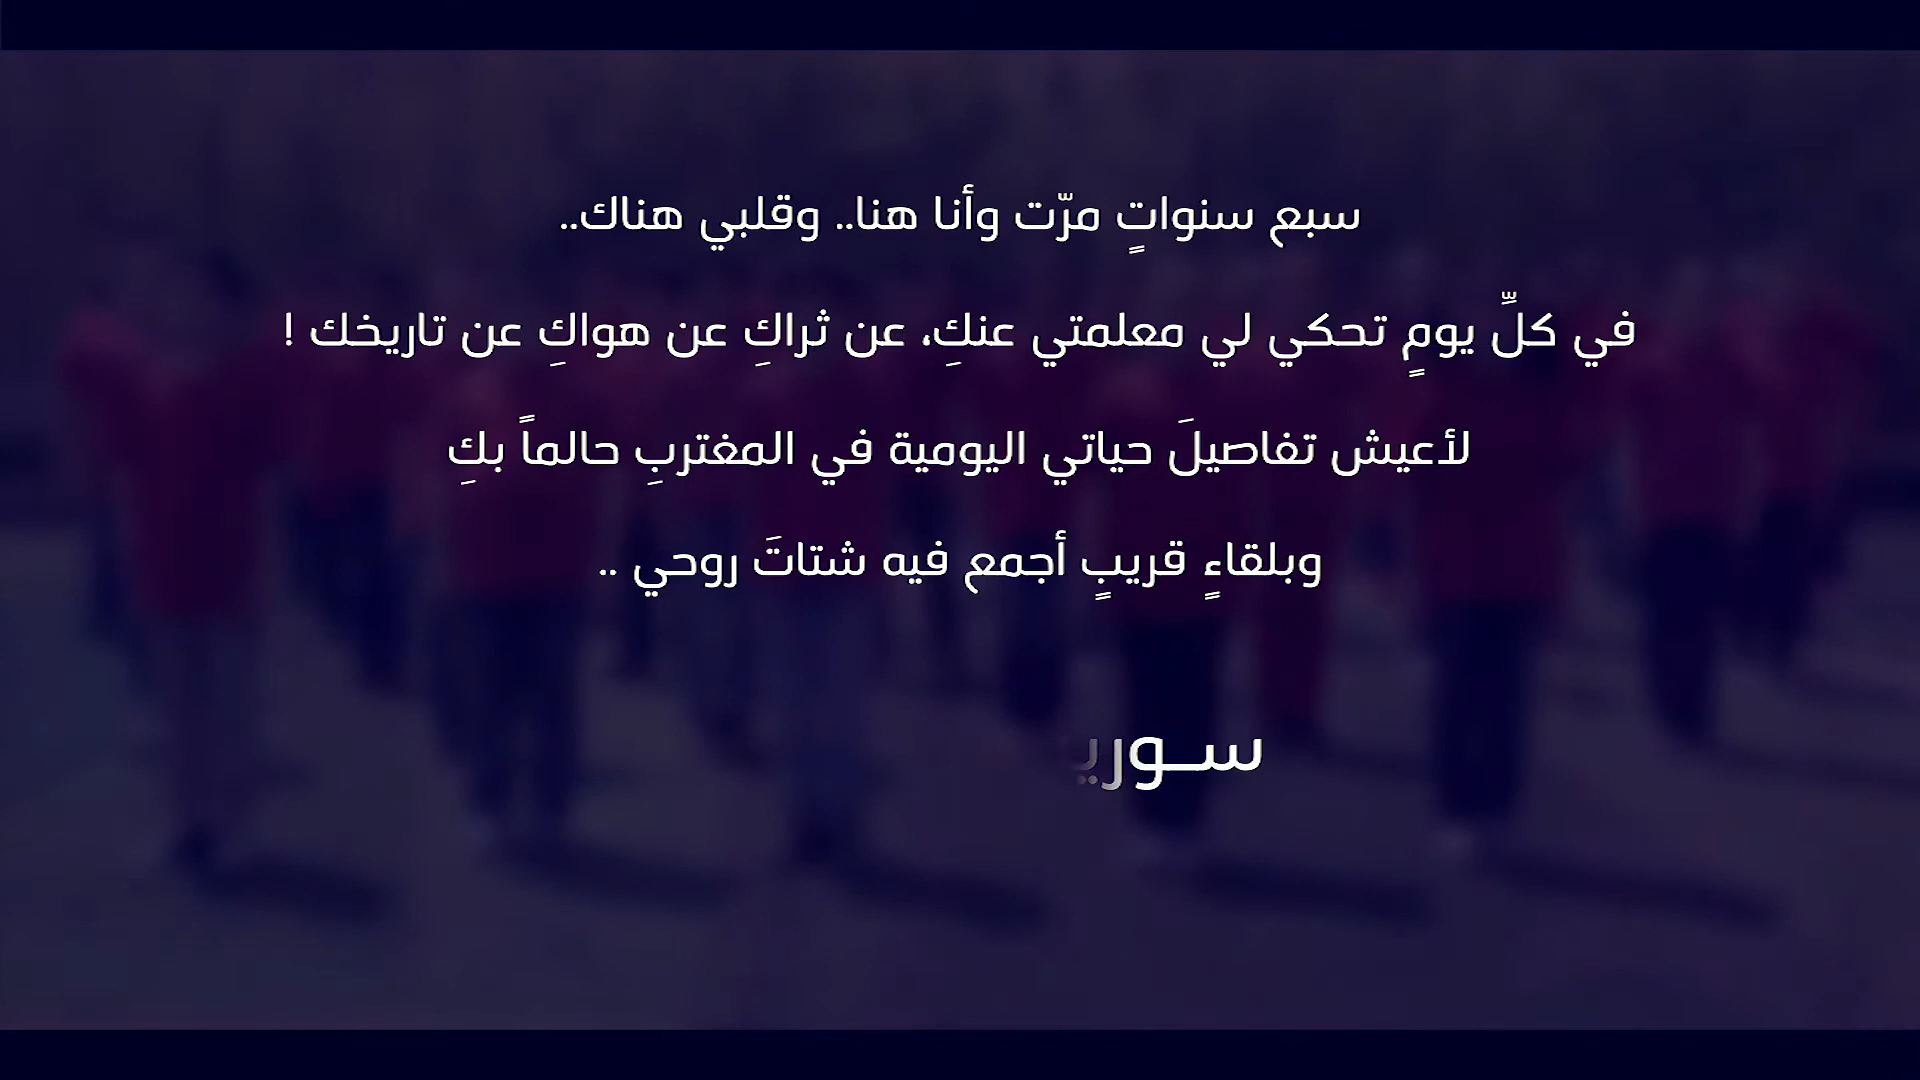 سبع سنواتٍ مرّت وأنا هنا.. وقلبي هناك..
في كلِّ يومٍ تحكي لي معلمتي عنكِ، عن ثراكِ عن هواكِ عن تاريخك !
لأعيش تفاصيلَ حياتي اليومية في المغتربِ حالماً بكِ
وبلقاءٍ قريبٍ أجمع فيه شتاتَ روحي ..
ســوريـ